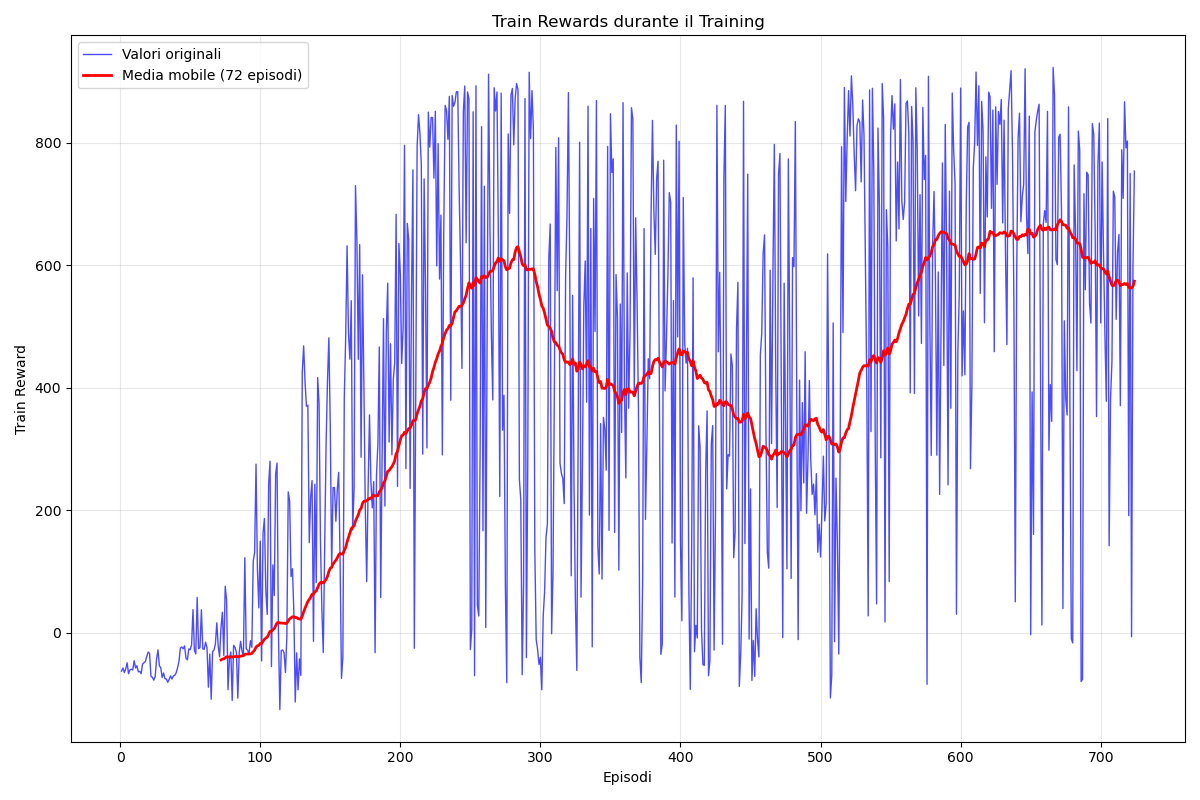 Train Rewards durante il Training
Valori originali
Media mobile (72 episodi)
Train Reward
800
600
400
200
0
0 100 200 300 400 500 600 700
Episodi